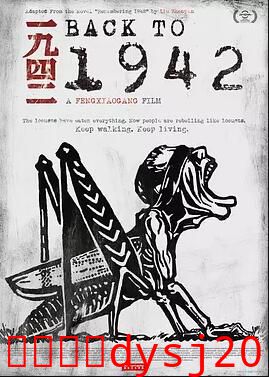 Adapted From the Novel "Remembering 1942" by Liu Zhenyun
一九四二
BACK TO
1942
A FENGXIAOGANG FILM
The locusts have eaten everything. Now people are rebelling like locusts.
Keep walking. Keep living.
dysj20